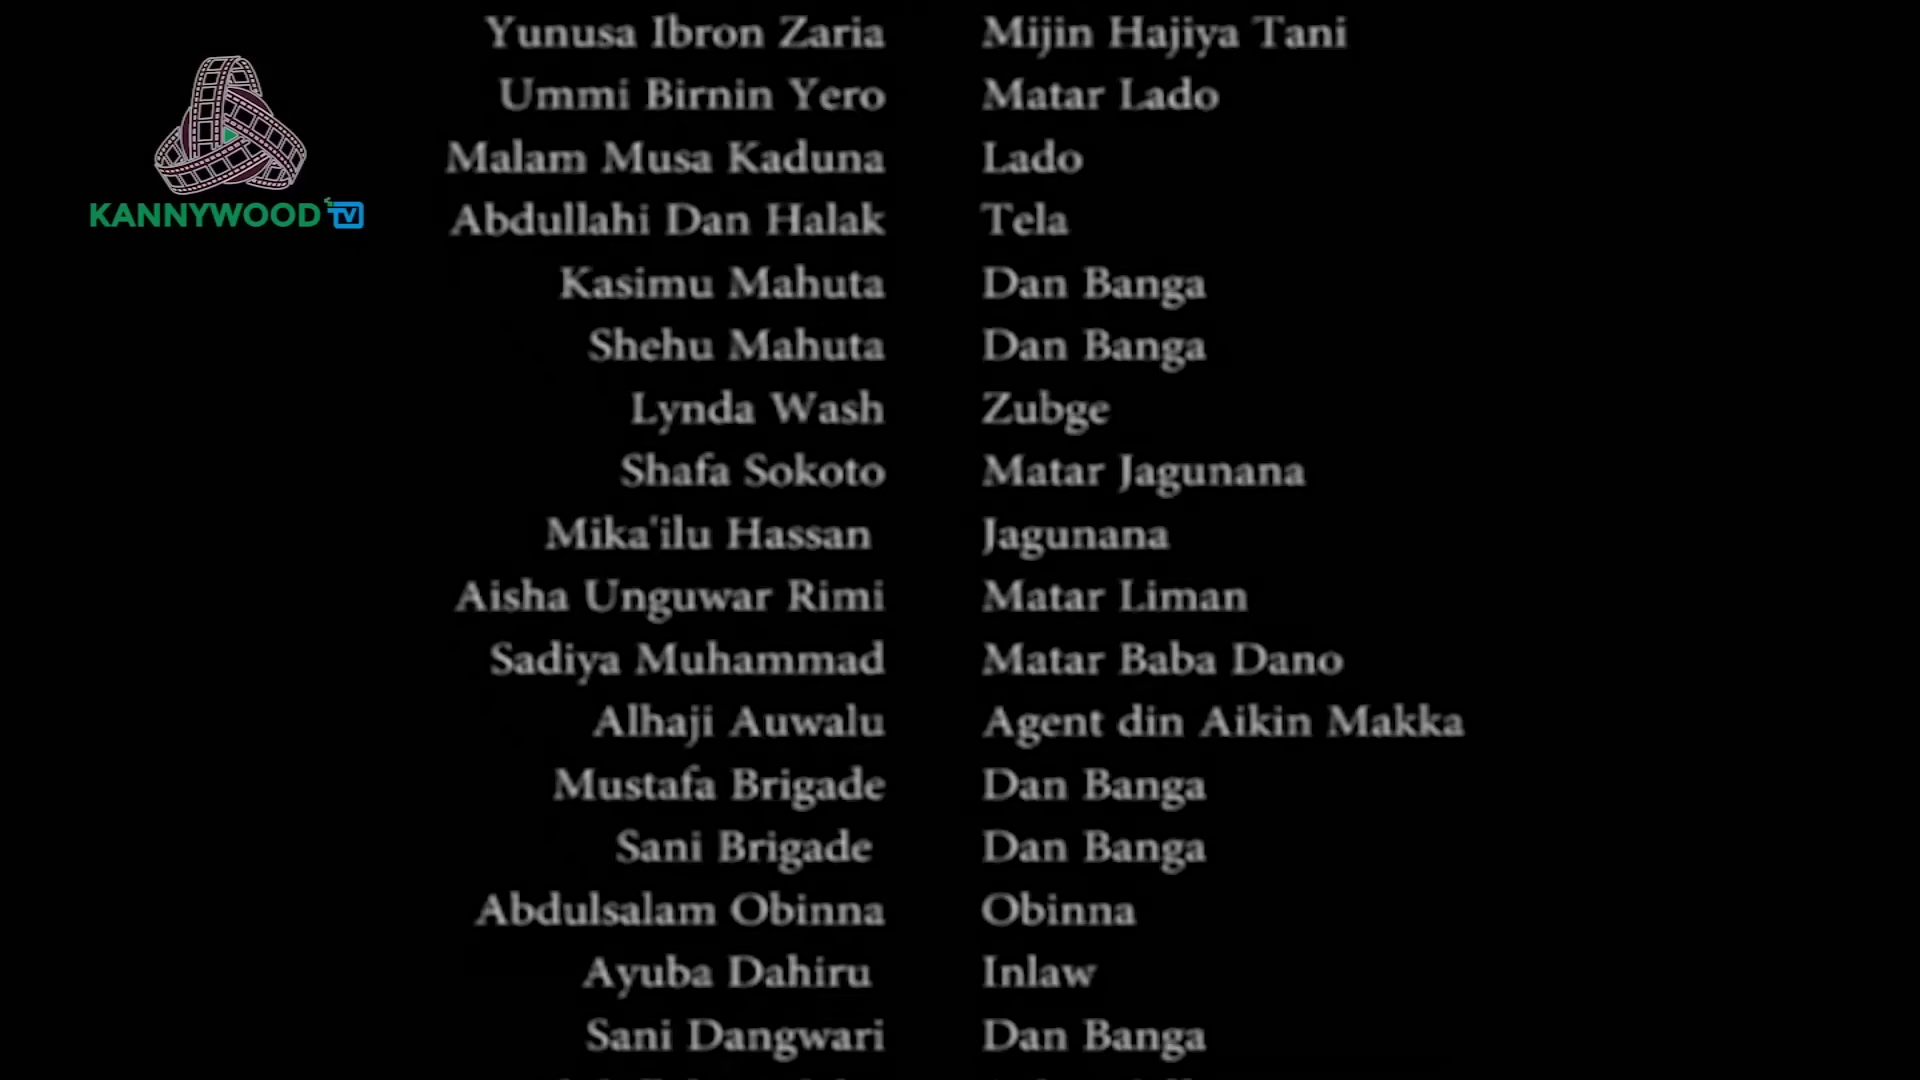 Yunusa Ibron Zaria Mijin Hajiya Tani
Ummi Birnin Yero Matar Lado
Malam Musa Kaduna Lado
KANNYWOOD TV
Abdullahi Dan Halak Tela
Kasimu Mahuta Dan Banga
Shehu Mahuta Dan Banga
Lynda Wash Zubge
Shafa Sokoto Matar Jagunana
Mika'ilu Hassan Jagunana
Aisha Unguwar Rimi Matar Liman
Sadiya Muhammad Matar Baba Dano
Alhaji Auwalu Agent din Aikin Makka
Mustafa Brigade Dan Banga
Sani Brigade Dan Banga
Abdulsalam Obinna Obinna
Ayuba Dahiru Inlaw
Sani Dangwari Dan Banga